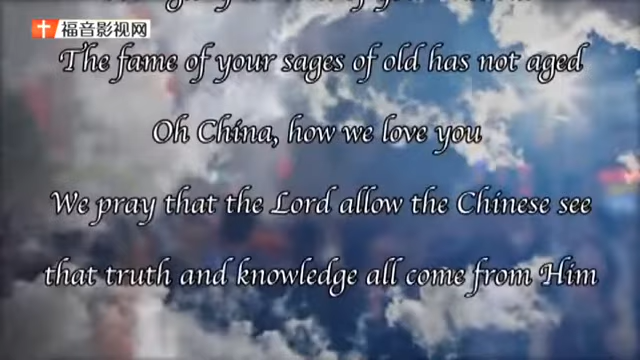 福音影视网
The fame of your sages of old has not aged
Oh China, how we love you
We pray that the Lord allow the Chinese see
that truth and knowledge all come from Him